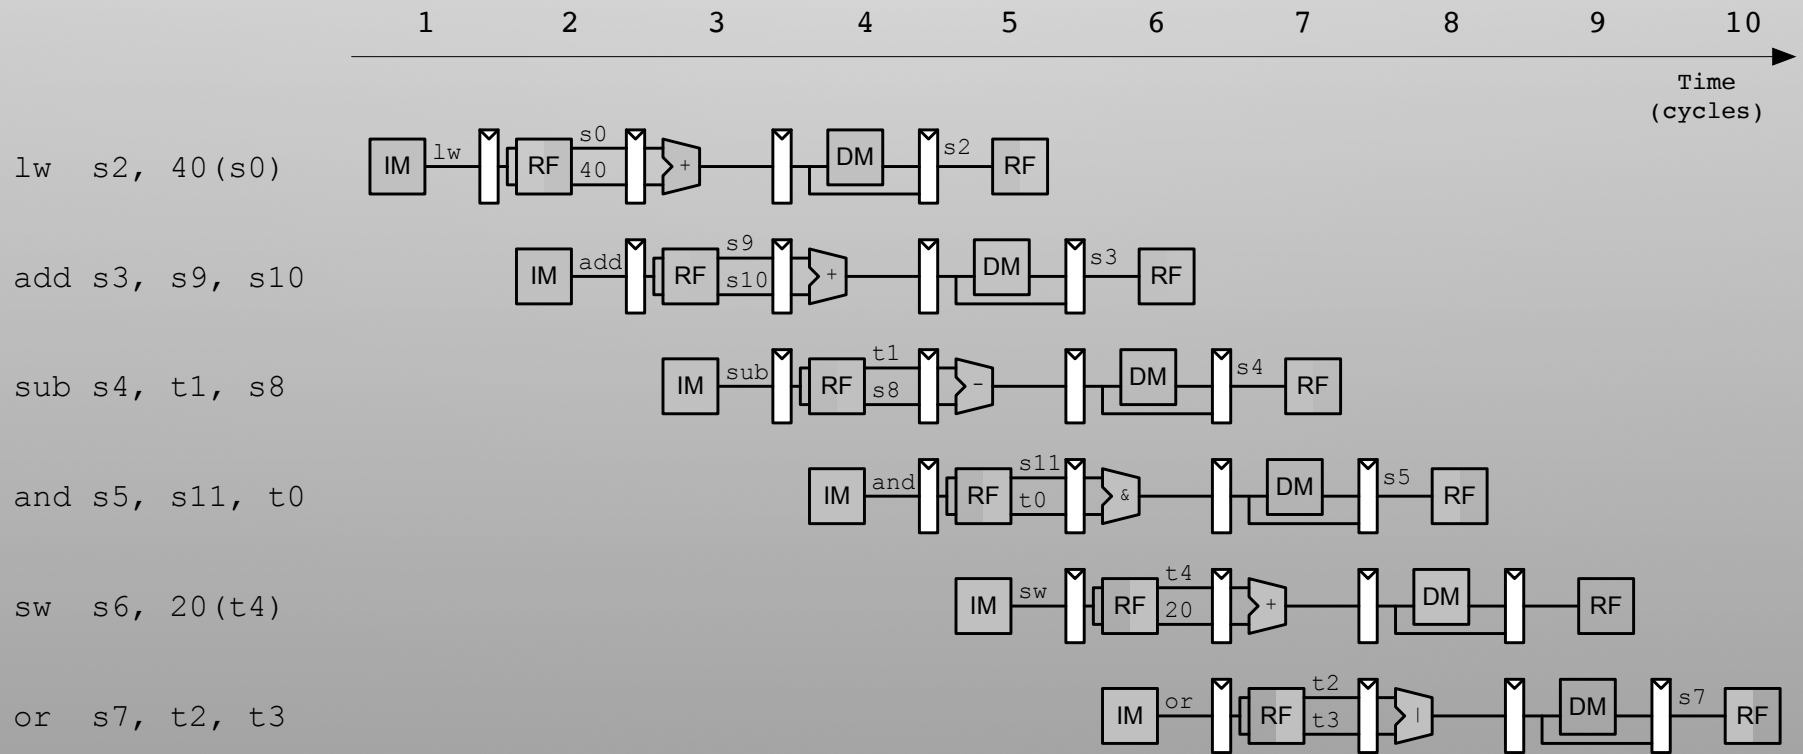 1 2 3 4 5 6 7 8 9 10
Time
(cycles)
lw s2, 40(s0) IM lw RF s0 40 + DM s2 RF
add s3, s9, s10 IM add RF s9 s10 + DM s3 RF
sub s4, t1, s8 IM sub RF t1 s8 - DM s4 RF
and s5, s11, t0 IM and RF s11 t0 & DM s5 RF
sw s6, 20(t4) IM sw RF t4 20 + DM RF
or s7, t2, t3 IM or RF t2 t3 | DM s7 RF